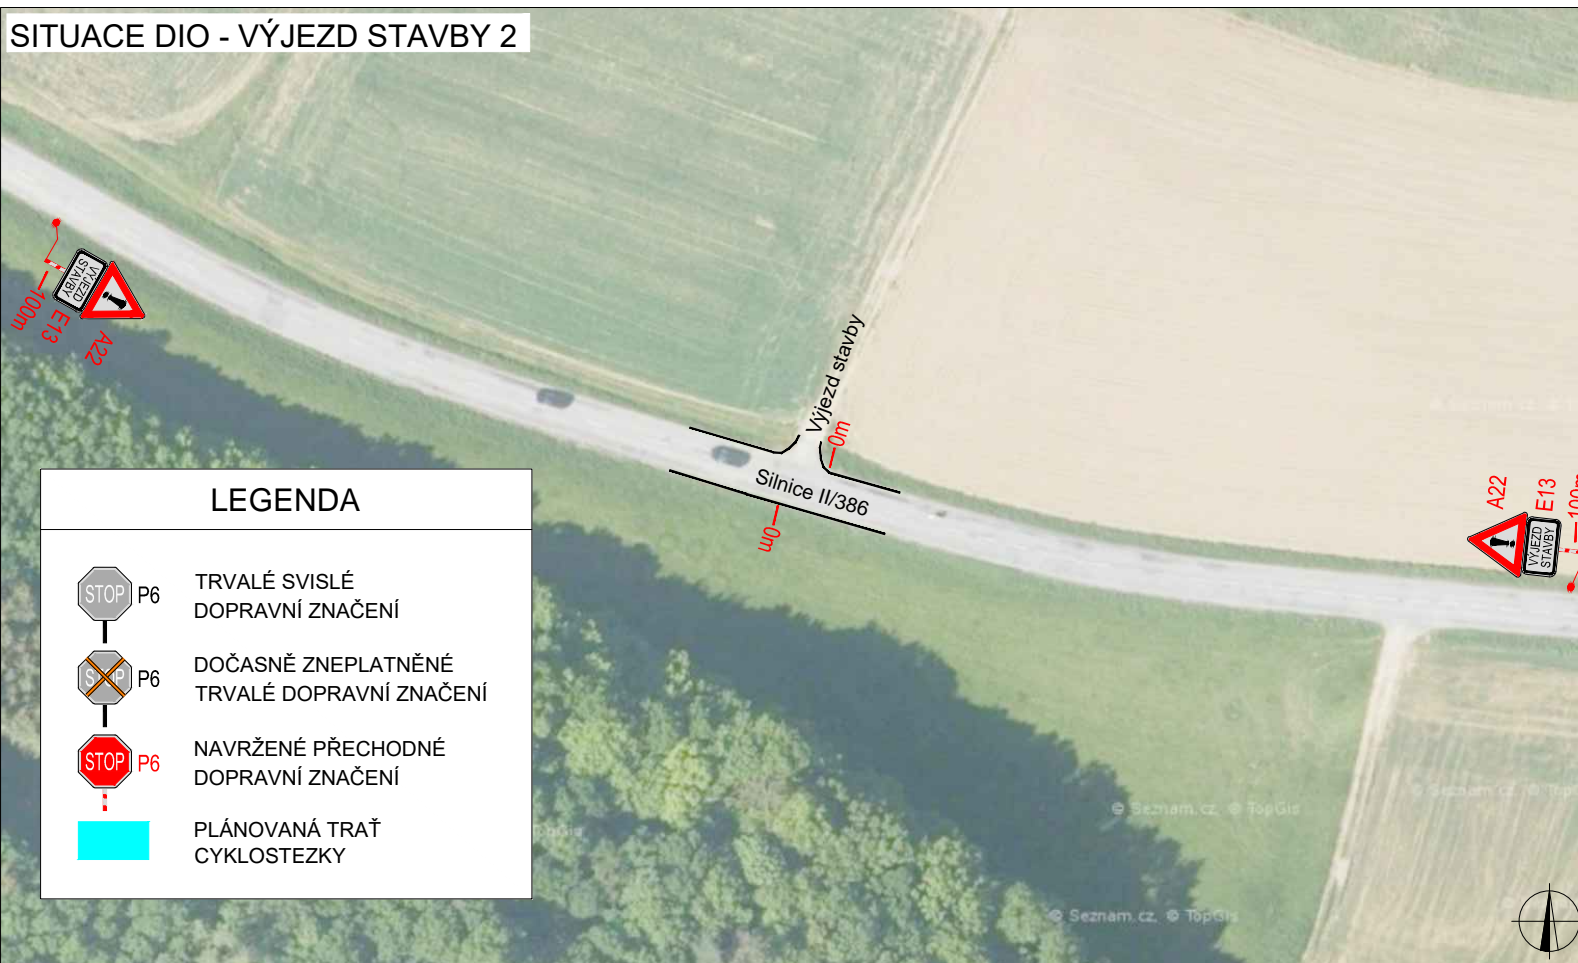 SITUACE DIO - VÝJEZD STAVBY 2
VÝJEZD
STAVBY
100m
E13
A22
Výjezd stavby
0m
Silnice II/386
0m
A22
E13
100m
VÝJEZD
STAVBY
LEGENDA
STOP P6
TRVALÉ SVISLÉ
DOPRAVNÍ ZNAČENÍ
P6
DOČASNĚ ZNEPLATNĚNÉ
TRVALÉ DOPRAVNÍ ZNAČENÍ
STOP P6
NAVRŽENÉ PŘECHODNÉ
DOPRAVNÍ ZNAČENÍ
PLÁNOVANÁ TRAŤ
CYKLOSTEZKY
© Seznam.cz, © TopGis
© Seznam.cz, © TopGis